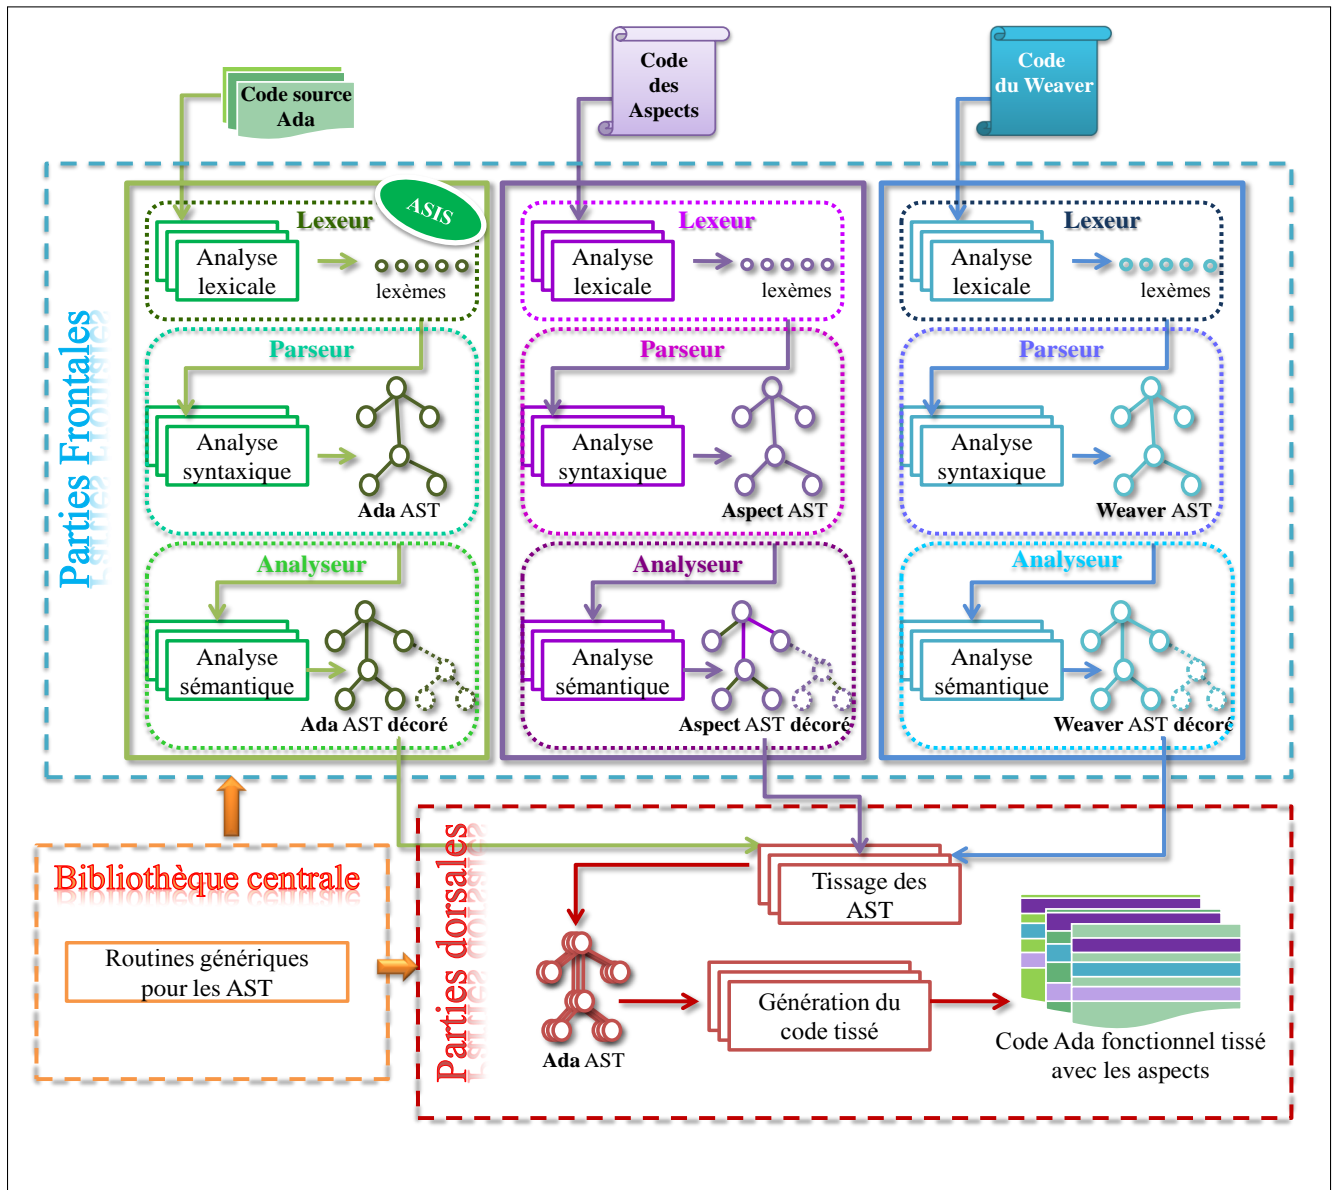 Code source
Ada
Code
des
Aspects
Code
du Weaver
Parties Frontales
ASIS
Lexeur
Analyse
lexicale
lexèmes
Parseur
Analyse
syntaxique
Ada AST
Analyseur
Analyse
sémantique
Ada AST décoré
Lexeur
Analyse
lexicale
lexèmes
Parseur
Analyse
syntaxique
Aspect AST
Analyseur
Analyse
sémantique
Aspect AST décoré
Lexeur
Analyse
lexicale
lexèmes
Parseur
Analyse
syntaxique
Weaver AST
Analyseur
Analyse
sémantique
Weaver AST décoré
Bibliothèque centrale
Routines génériques
pour les AST
Parties dorsales
Tissage des
AST
Ada AST
Génération du
code tissé
Code Ada fonctionnel tissé
avec les aspects